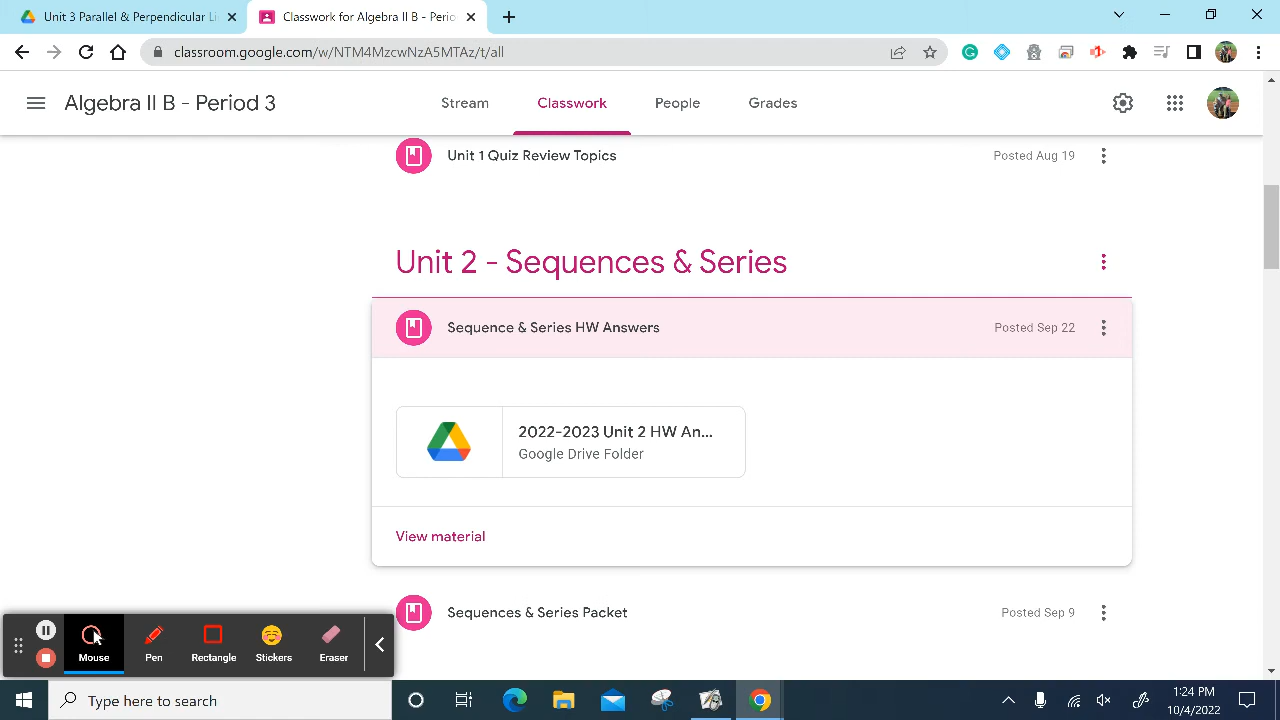 Unit 3 Parallel & Perpendicular Li
Classwork for Algebra II B - Perio
classroom.google.com/w/NTM4MzcwNzA5MTAz/t/all
Algebra II B - Period 3
Stream
Classwork
People
Grades
Unit 1 Quiz Review Topics
Posted Aug 19
Unit 2 - Sequences & Series
Sequence & Series HW Answers
Posted Sep 22
2022-2023 Unit 2 HW An...
Google Drive Folder
View material
Sequences & Series Packet
Posted Sep 9
Mouse
Pen
Rectangle
Stickers
Eraser
Type here to search
1:24 PM
10/4/2022